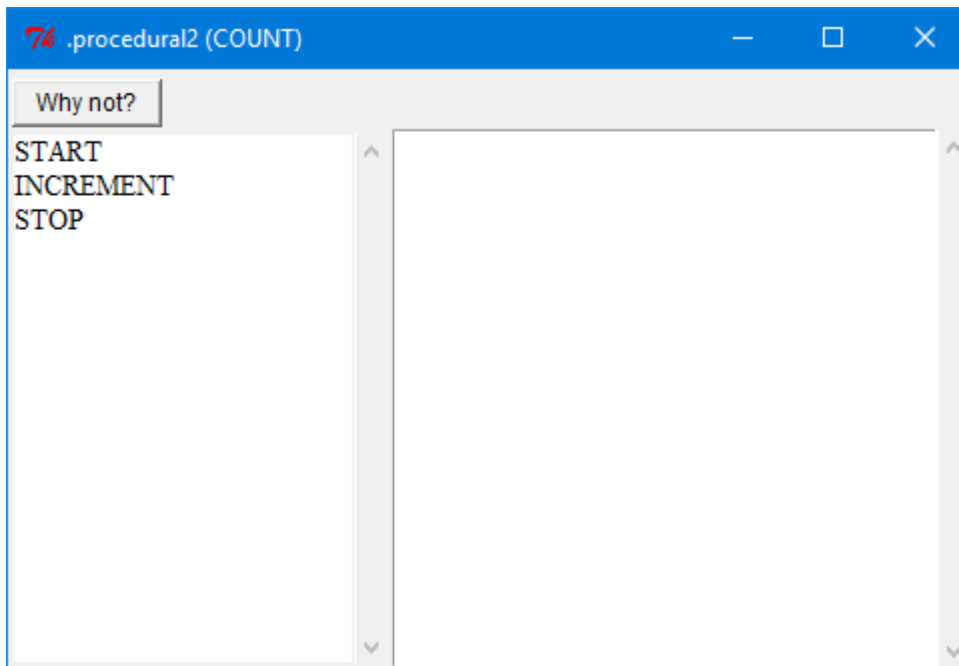 .procedural2 (COUNT)
Why not?
START
INCREMENT
STOP